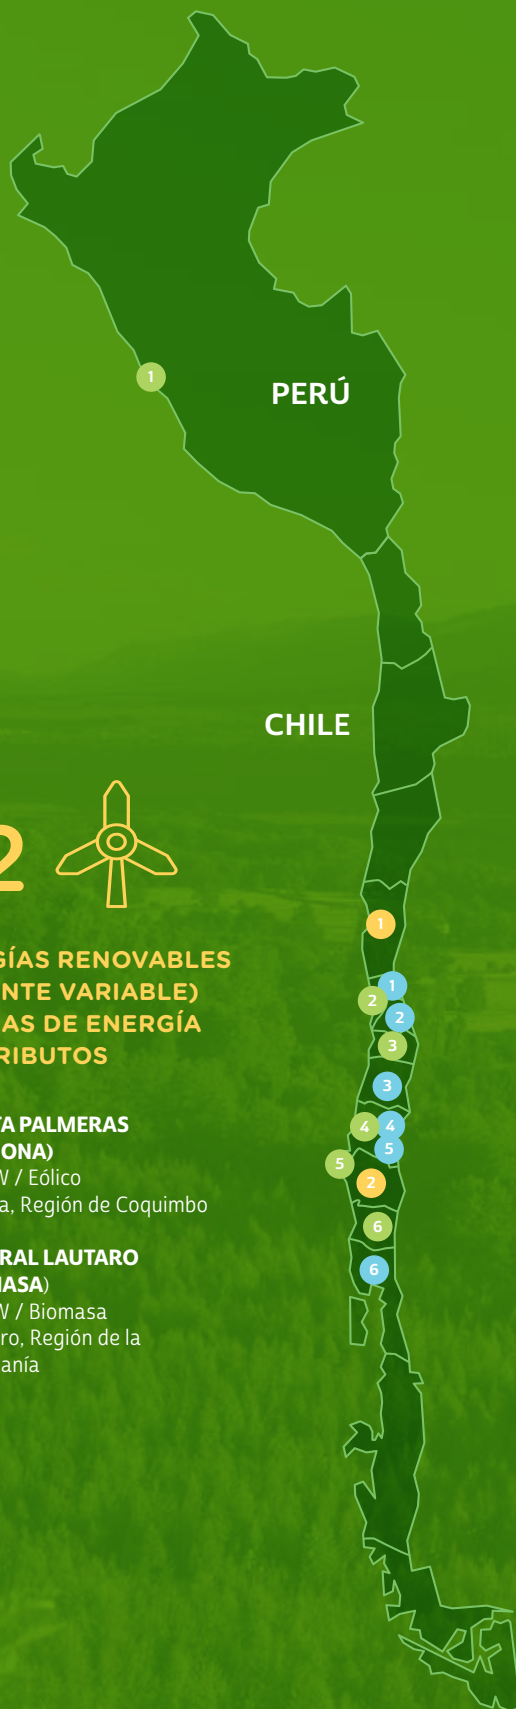 1
PERÚ
CHILE
2
GÍAS RENOVABLES
NTE VARIABLE)
AS DE ENERGÍA
RIBUTOS
1
1
2
2
3
3
TA PALMERAS
4
4
ONA)
5
5
W / Eólico
2
a, Región de Coquimbo
6
RAL LAUTARO
6
MASA)
W / Biomasa
ro, Región de la
anía